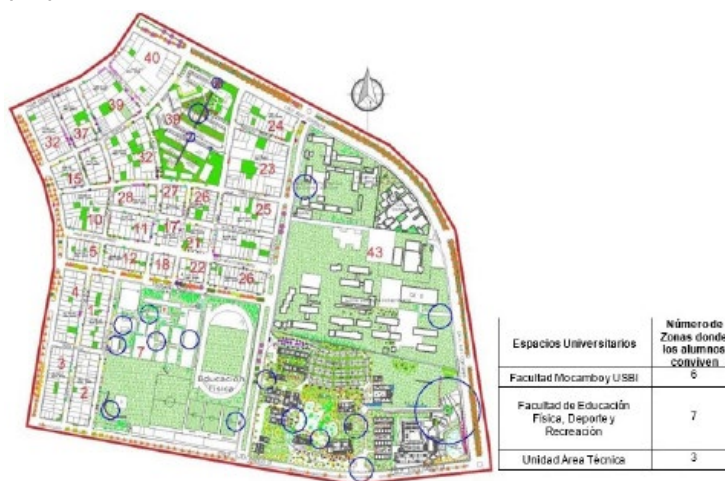 40
39
37
32
38
24
32
23
15
28
27
26
25
10
11
17
21
43
5
12
18
22
26
4
1
7
3
2
Educación
Física
Espacios Universitarios
Número de
Zonas donde
los alumnos
conviven
Facultad Mocambo y USBI
6
Facultad de Educación
Física, Deporte y
Recreación
7
Unidad Area Técnica
3